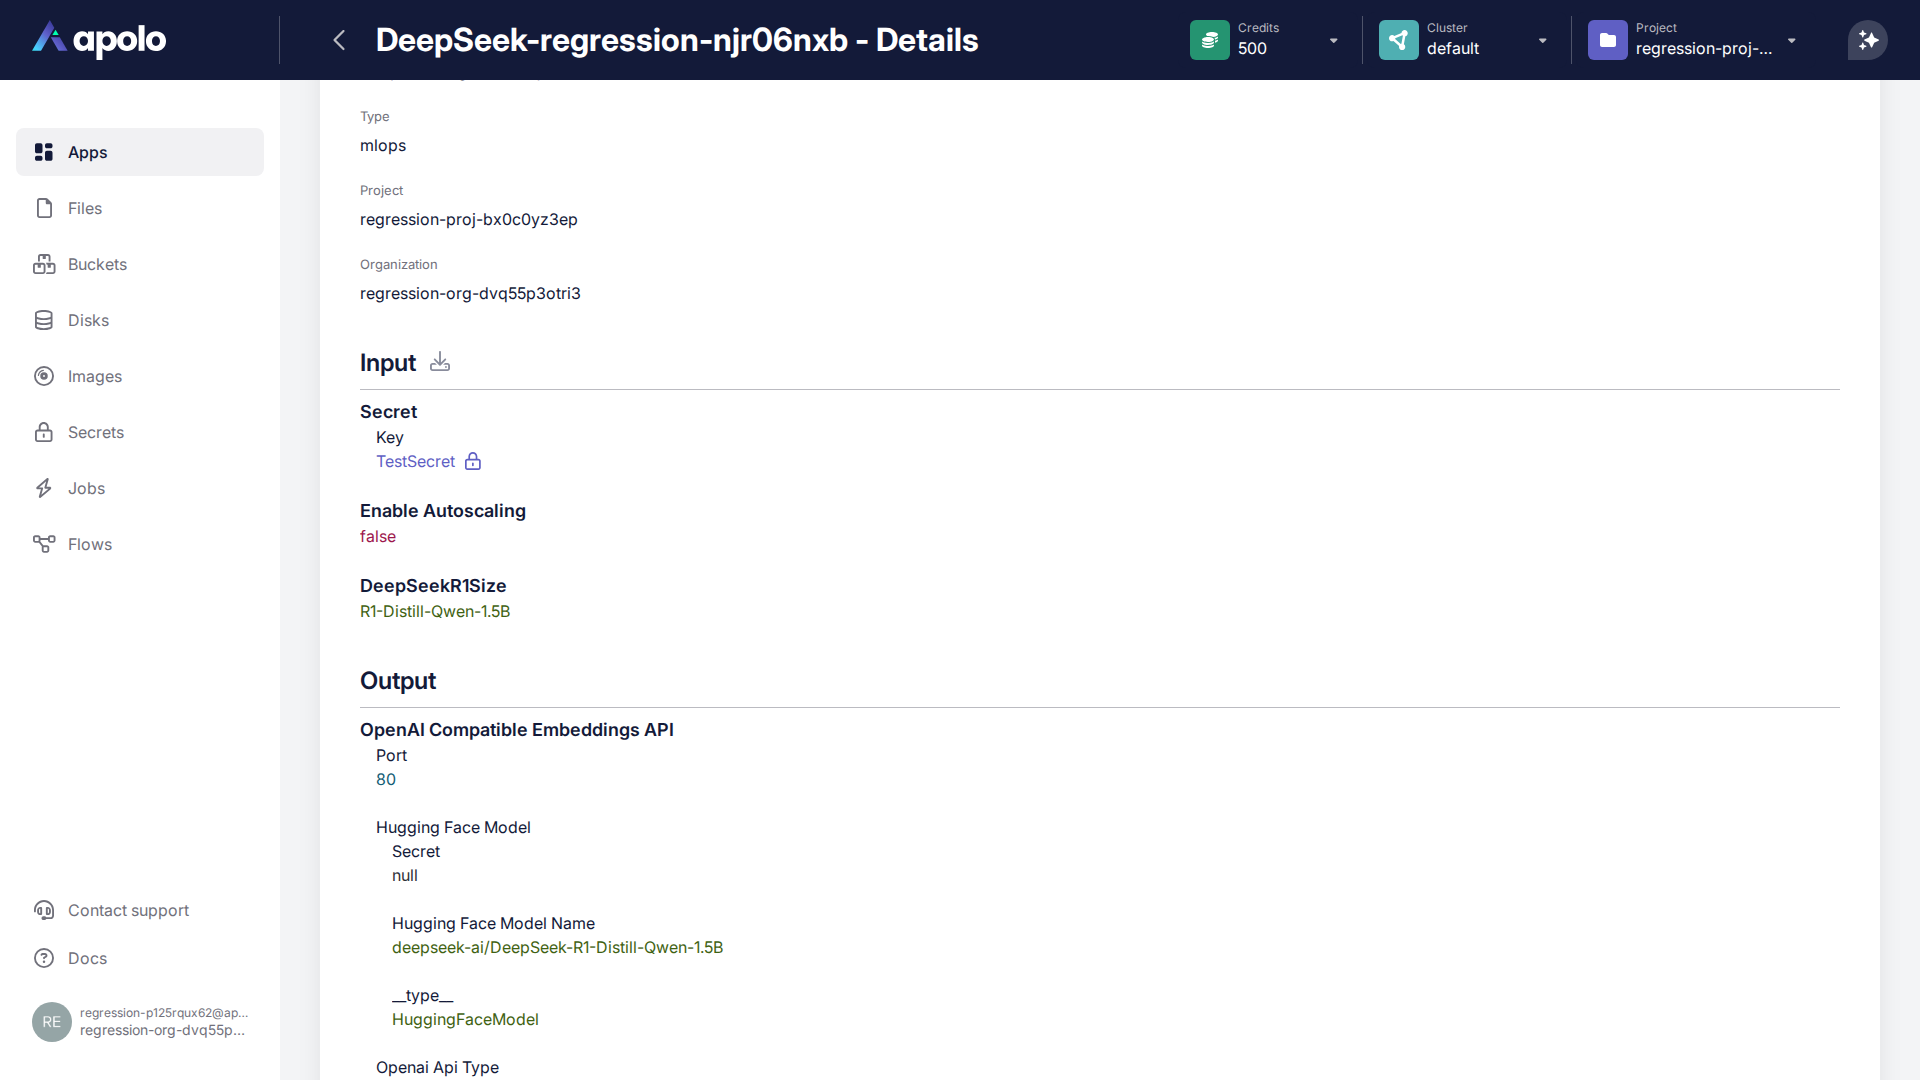 apolo
DeepSeek-regression-njr06nxb - Details
Credits
500
Cluster
default
Project
regression-proj-...
Apps
Files
Buckets
Disks
Images
Secrets
Jobs
Flows
Contact support
Docs
RE
regression-p125rqux62@ap...
regression-org-dvq55p...
Type
mlops
Project
regression-proj-bx0c0yz3ep
Organization
regression-org-dvq55p3otri3
Input
Secret
Key
TestSecret
Enable Autoscaling
false
DeepSeekR1Size
R1-Distill-Qwen-1.5B
Output
OpenAI Compatible Embeddings API
Port
80
Hugging Face Model
Secret
null
Hugging Face Model Name
deepseek-ai/DeepSeek-R1-Distill-Qwen-1.5B
__type__
HuggingFaceModel
Openai Api Type